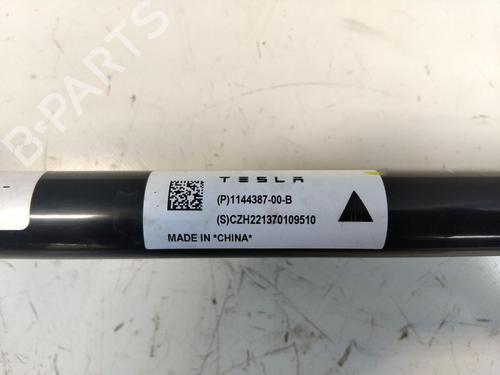 B-PARTS
TESLA
(P)1144387-00-B
(S)CZH221370109510
MADE IN *CHINA*